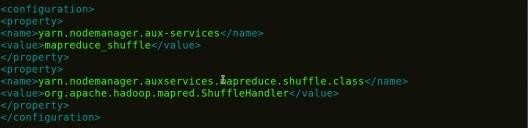 <configuration>
<property>
<name>yarn.nodemanager.aux-services</name>
<value>mapreduce_shuffle</value>
</property>
<property>
<name>yarn.nodemanager.auxservices.mapreduce.shuffle.class</name>
<value>org.apache.hadoop.mapred.ShuffleHandler</value>
</property>
</configuration>